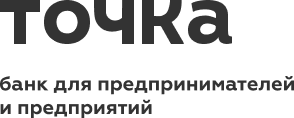 точка
банк для предпринимателей
и предприятий